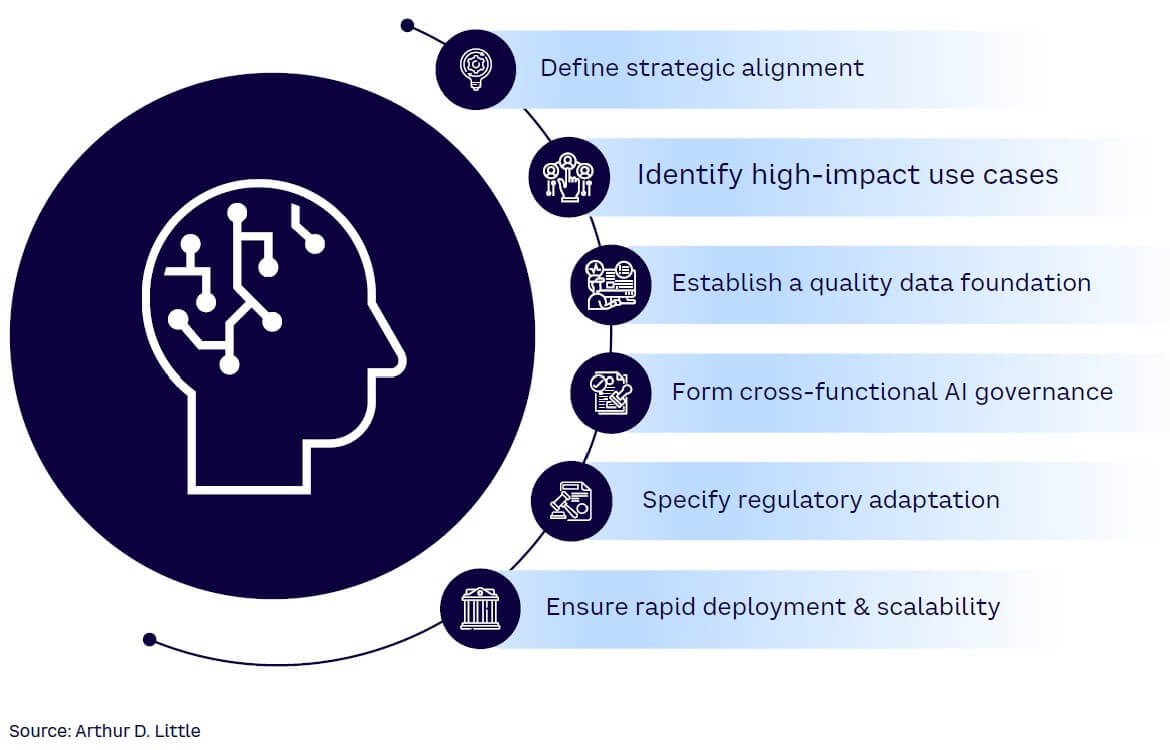 Define strategic alignment
Identify high-impact use cases
Establish a quality data foundation
Form cross-functional AI governance
Specify regulatory adaptation
Ensure rapid deployment & scalability
Source: Arthur D. Little